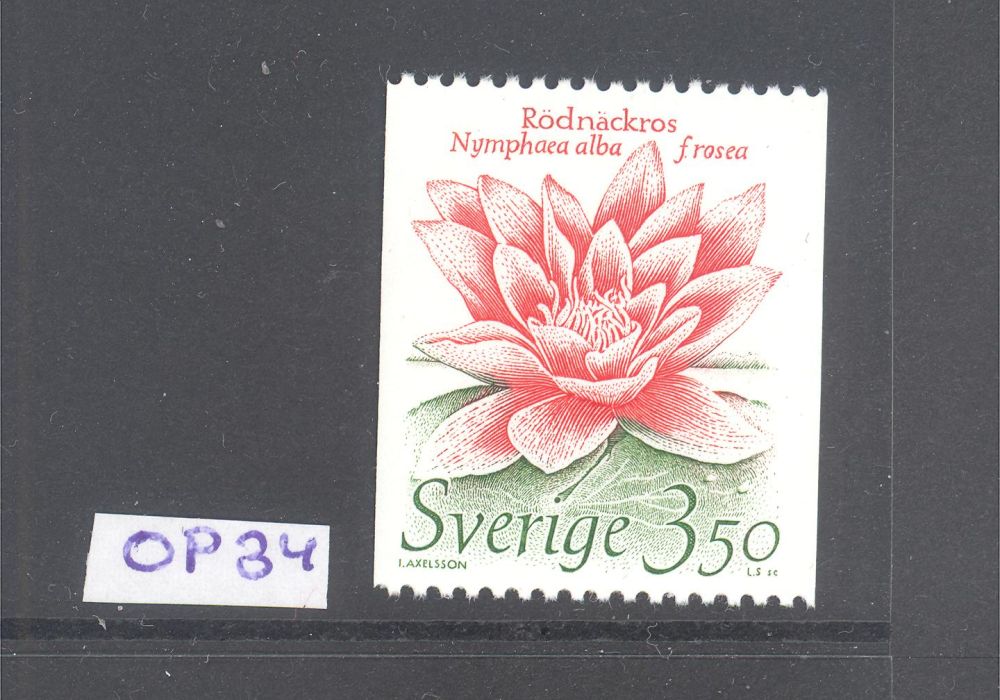 Rödnäckros
Nymphaea alba f rosea
Sverige 350
I.AXELSSON
L.S sc
OP34